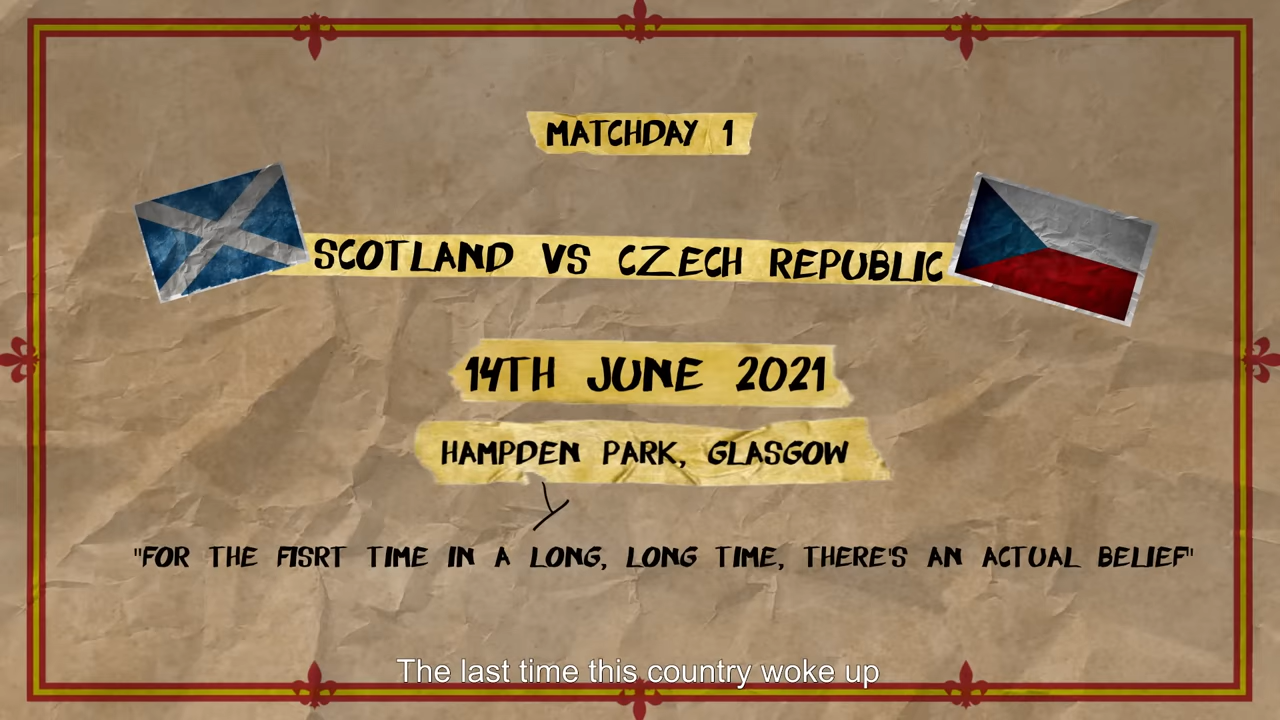 MATCHDAY 1
SCOTLAND VS CZECH REPUBLIC
14TH JUNE 2021
HAMPDEN PARK, GLASGOW
"FOR THE FISRT TIME IN A LONG, LONG TIME, THERE'S AN ACTUAL BELIEF"
The last time this country woke up